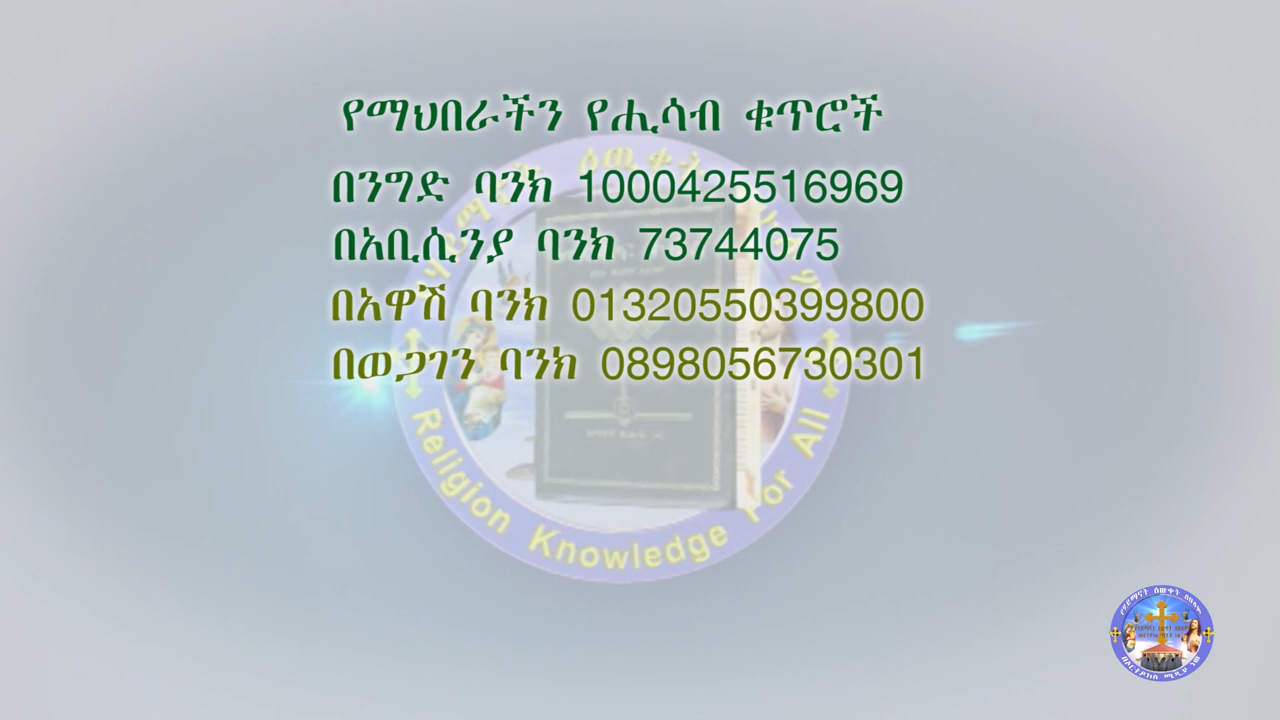 የማህበራችን የሒሳብ ቁጥሮች
በንግድ ባንክ 1000425516969
በአቢሲንያ ባንክ 73744075
በአዋሽ ባንክ 01320550399800
በወጋገን ባንክ 0898056730301
Religion Knowledge For All